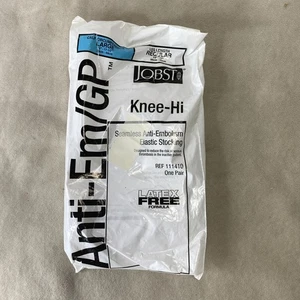 LARGE
REGULAR
JOBST
Anti-Em/GP™
Knee-Hi
Seamless Anti-Embolism
Elastic Stocking
REF 111410
One Pair
LATEX
FREE
FORMULA